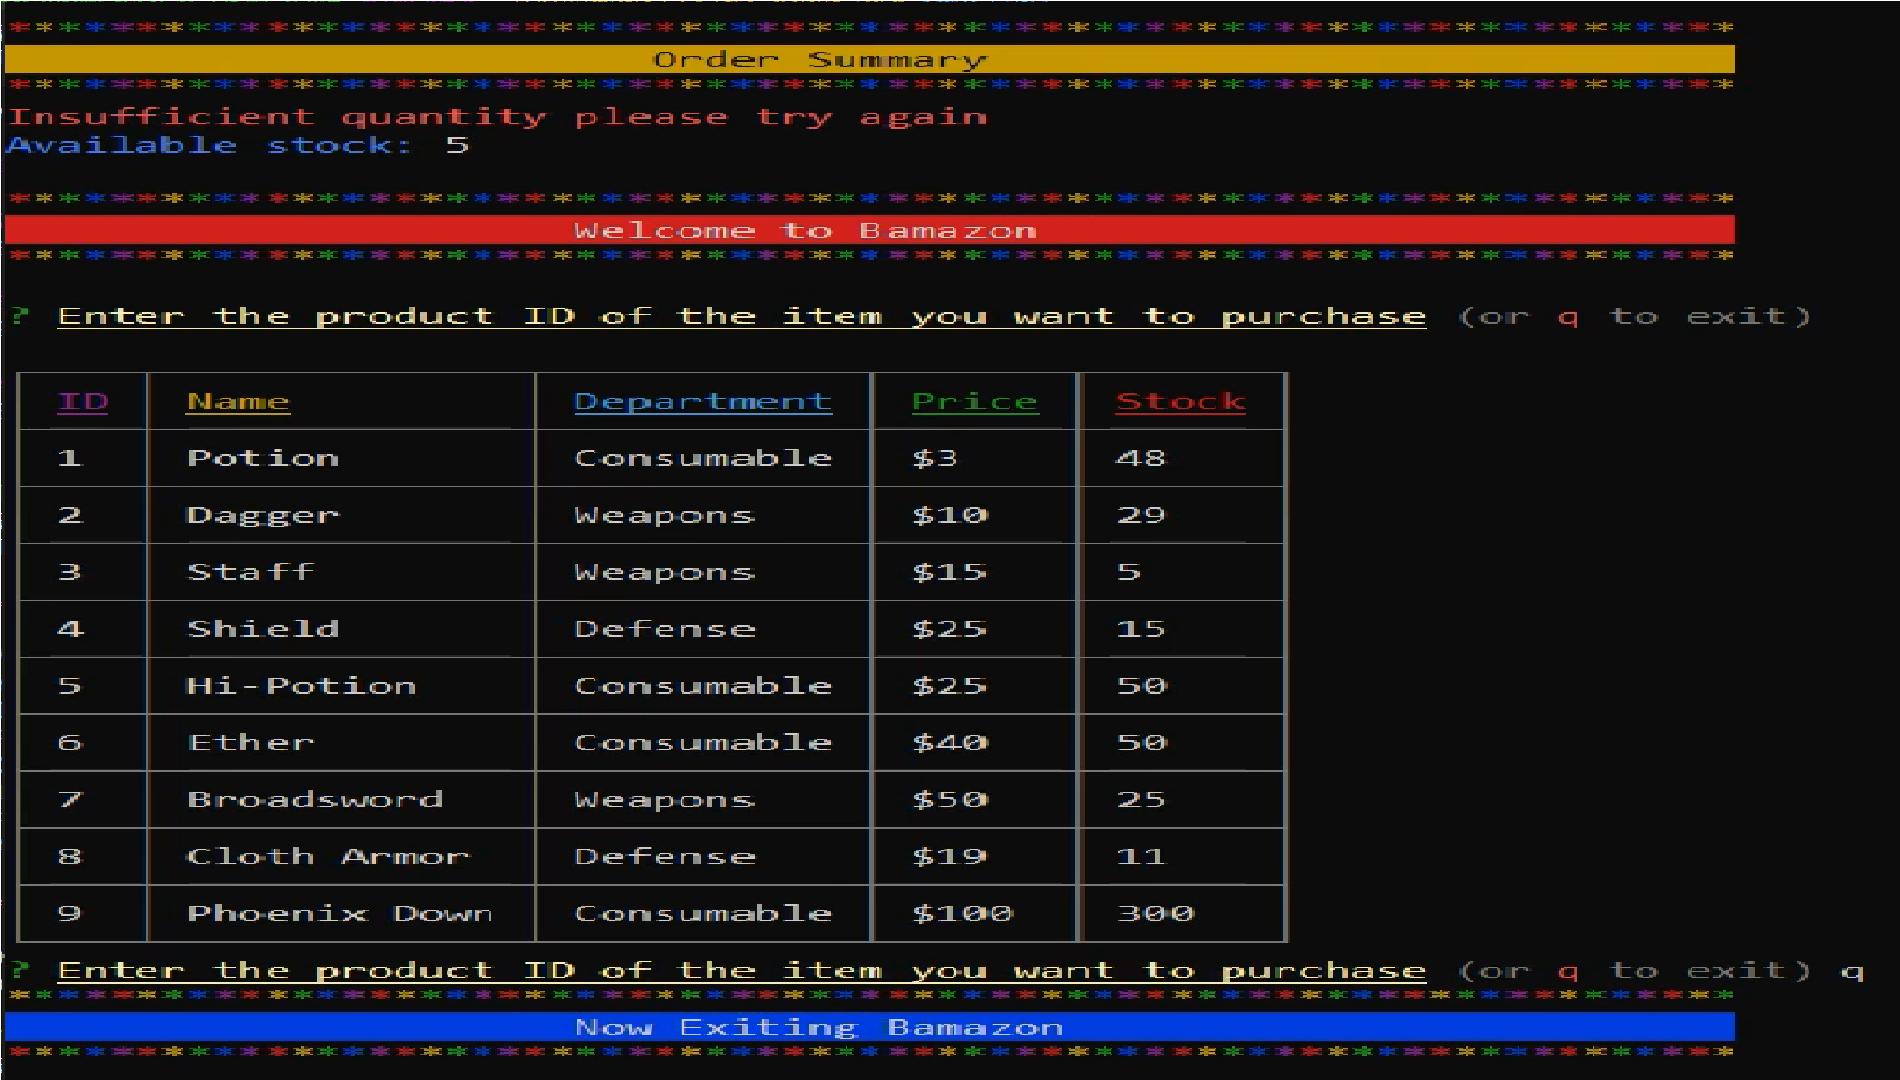 Order Summary
Insufficient quantity please try again
Available stock: 5
Welcome to Bamazon
? Enter the product ID of the item you want to purchase (or q to exit)
ID Name Department Price Stock
1 Potion Consumable $3 48
2 Dagger Weapons $10 29
3 Staff Weapons $15 5
4 Shield Defense $25 15
5 Hi-Potion Consumable $25 50
6 Ether Consumable $40 50
7 Broadsword Weapons $50 25
8 Cloth Armor Defense $19 11
9 Phoenix Down Consumable $100 300
? Enter the product ID of the item you want to purchase (or q to exit) q
Now Exiting Bamazon